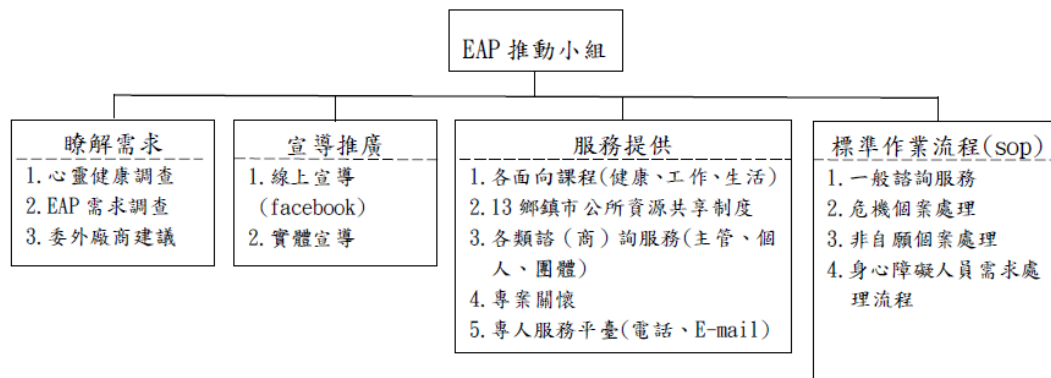 EAP 推動小組
瞭解需求
1.心靈健康調查
2.EAP 需求調查
3.委外廠商建議
宣導推廣
1.線上宣導
(facebook)
2.實體宣導
服務提供
1.各面向課程(健康、工作、生活)
2.13 鄉鎮市公所資源共享制度
3.各類諮（商）詢服務(主管、個
人、團體)
4.專案關懷
5.專人服務平臺(電話、E-mail)
標準作業流程(sop)
1.一般諮詢服務
2.危機個案處理
3.非自願個案處理
4.身心障礙人員需求處
理流程